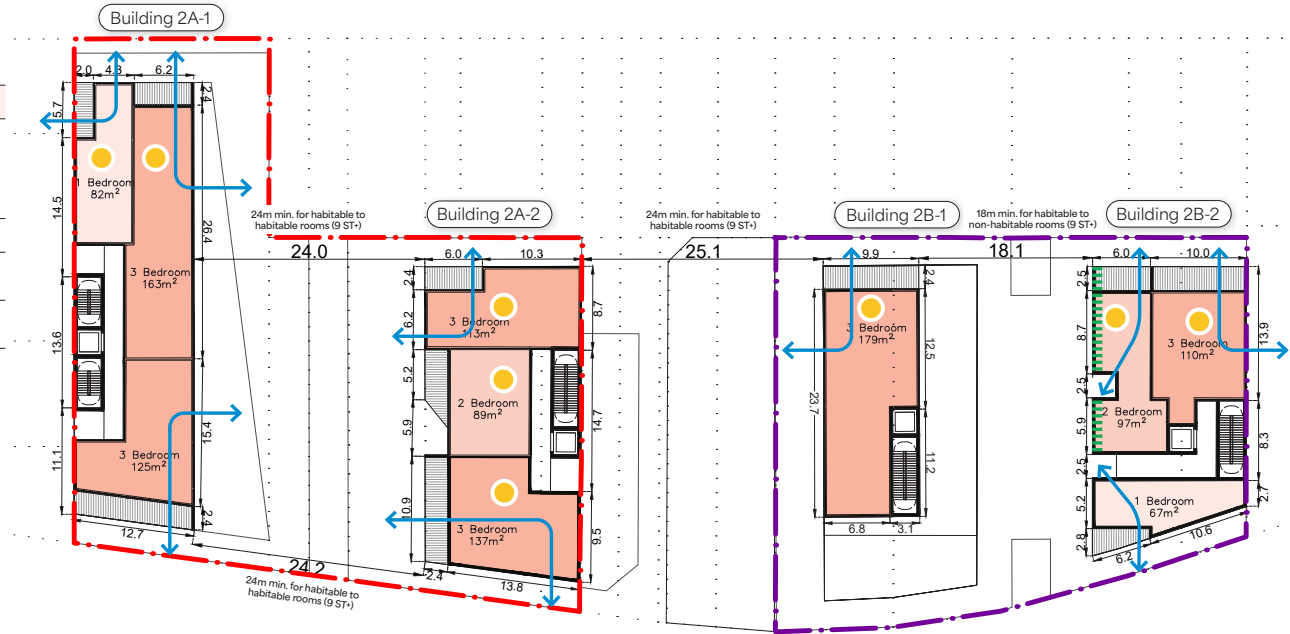 Building 2A-1
2.0
4.3
6.2
2.4
5.7
1 Bedroom
82m²
14.5
26.4
3 Bedroom
163m²
13.6
15.4
3 Bedroom
125m²
11.1
2.4
12.7
24m min. for habitable to
habitable rooms (9 ST+)
24.0
24.2
24m min. for habitable to
habitable rooms (9 ST+)
Building 2A-2
6.0
10.3
2.4
6.2
8.7
3 Bedroom
113m²
5.2
2 Bedroom
89m²
5.9
14.7
10.9
3 Bedroom
137m²
9.5
2.4
13.8
24m min. for habitable to
habitable rooms (9 ST+)
25.1
Building 2B-1
9.9
2.4
3 Bedroom
179m²
12.5
23.7
11.2
6.8
3.1
18m min. for habitable to
non-habitable rooms (9 ST+)
18.1
Building 2B-2
6.0
10.0
2.5
8.7
13.9
3 Bedroom
110m²
2.5
2 Bedroom
97m²
5.9
8.3
2.5
1 Bedroom
67m²
5.2
2.7
2.8
6.2
10.6